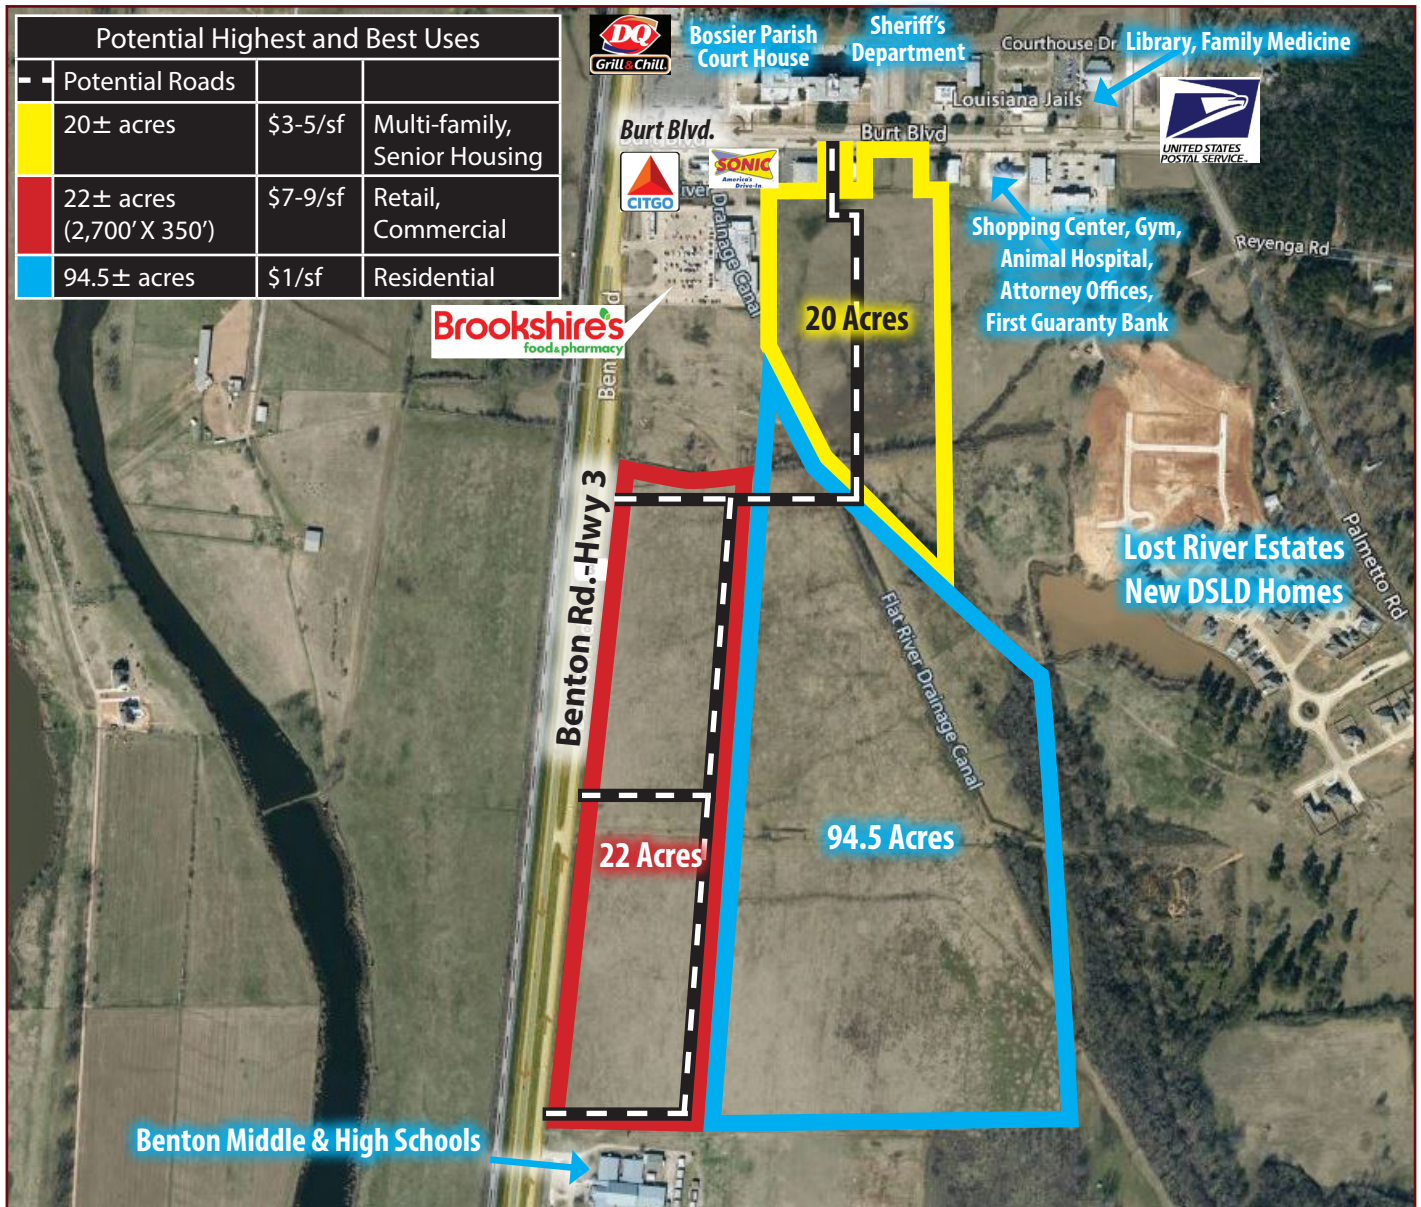 Potential Highest and Best Uses
Potential Roads
20± acres $3-5/sf Multi-family, Senior Housing
22± acres (2,700' X 350') $7-9/sf Retail, Commercial
94.5± acres $1/sf Residential
DQ
Grill & Chill.
Bossier Parish
Court House
Sheriff's
Department
Courthouse Dr
Library, Family Medicine
Louisiana Jails
UNITED STATES
POSTAL SERVICE
Burt Blvd.
Burt Blvd
Burt Blvd
CITGO
SONIC
America's
Drive-In.
Drainage Canal
Shopping Center, Gym,
Animal Hospital,
Attorney Offices,
First Guaranty Bank
Reyenga Rd
Brookshire's
food & pharmacy
20 Acres
Benton Rd.-Hwy 3
Lost River Estates
New DSLD Homes
Palmetto Rd
Flat River Drainage Canal
22 Acres
94.5 Acres
Benton Middle & High Schools